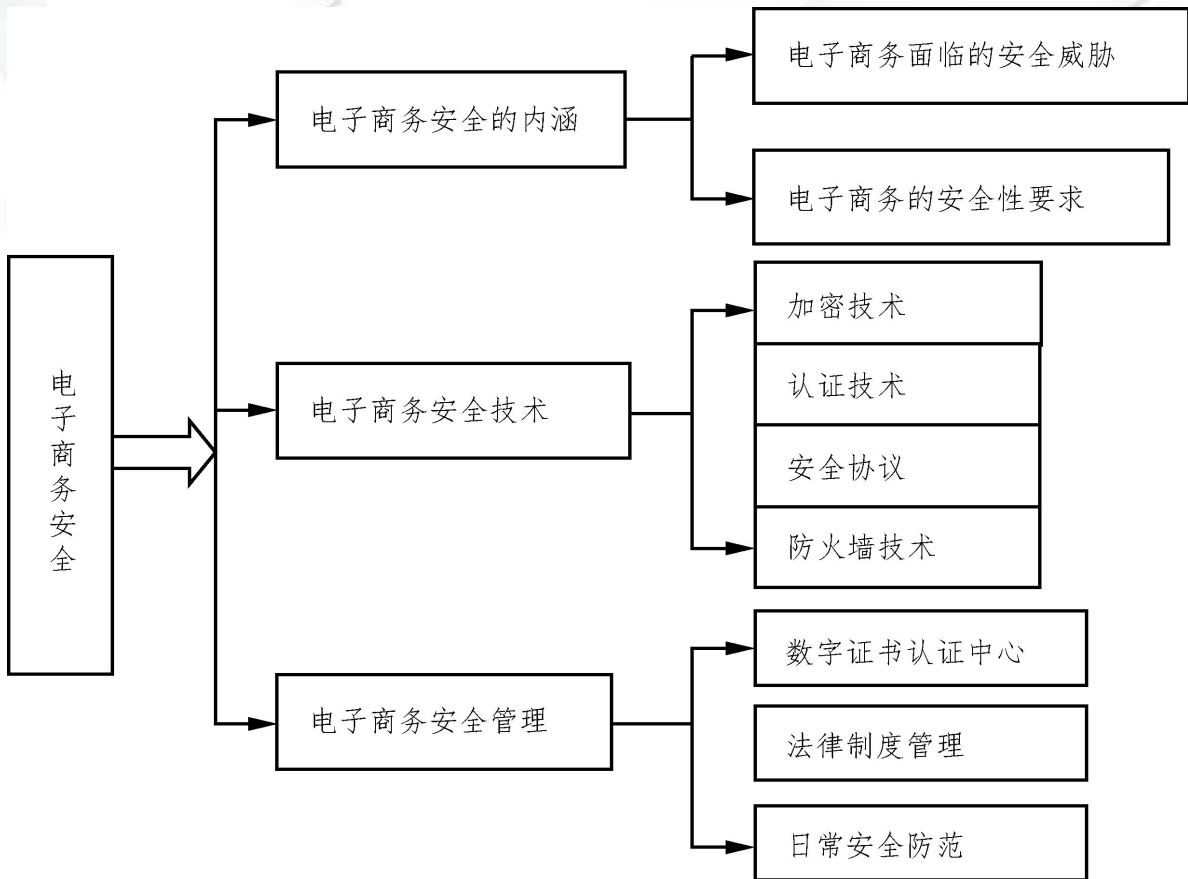 电子商务安全
电子商务安全的内涵
电子商务面临的安全威胁
电子商务的安全性要求
电子商务安全技术
加密技术
认证技术
安全协议
防火墙技术
电子商务安全管理
数字证书认证中心
法律制度管理
日常安全防范